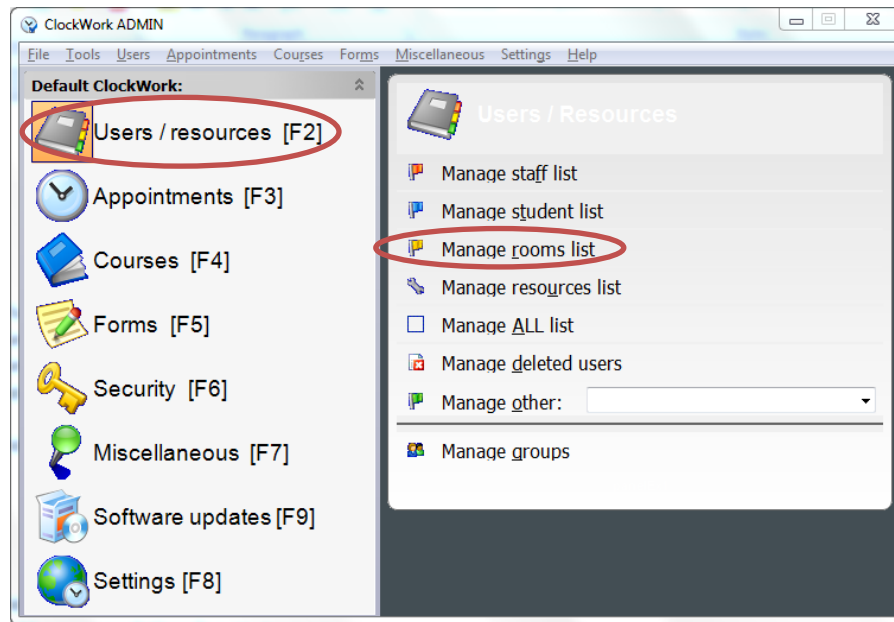 ClockWork ADMIN
File Tools Users Appointments Courses Forms Miscellaneous Settings Help
Default ClockWork:
Users / resources [F2]
Appointments [F3]
Courses [F4]
Forms [F5]
Security [F6]
Miscellaneous [F7]
Software updates [F9]
Settings [F8]
Users / Resources
Manage staff list
Manage student list
Manage rooms list
Manage resources list
Manage ALL list
Manage deleted users
Manage other:
Manage groups